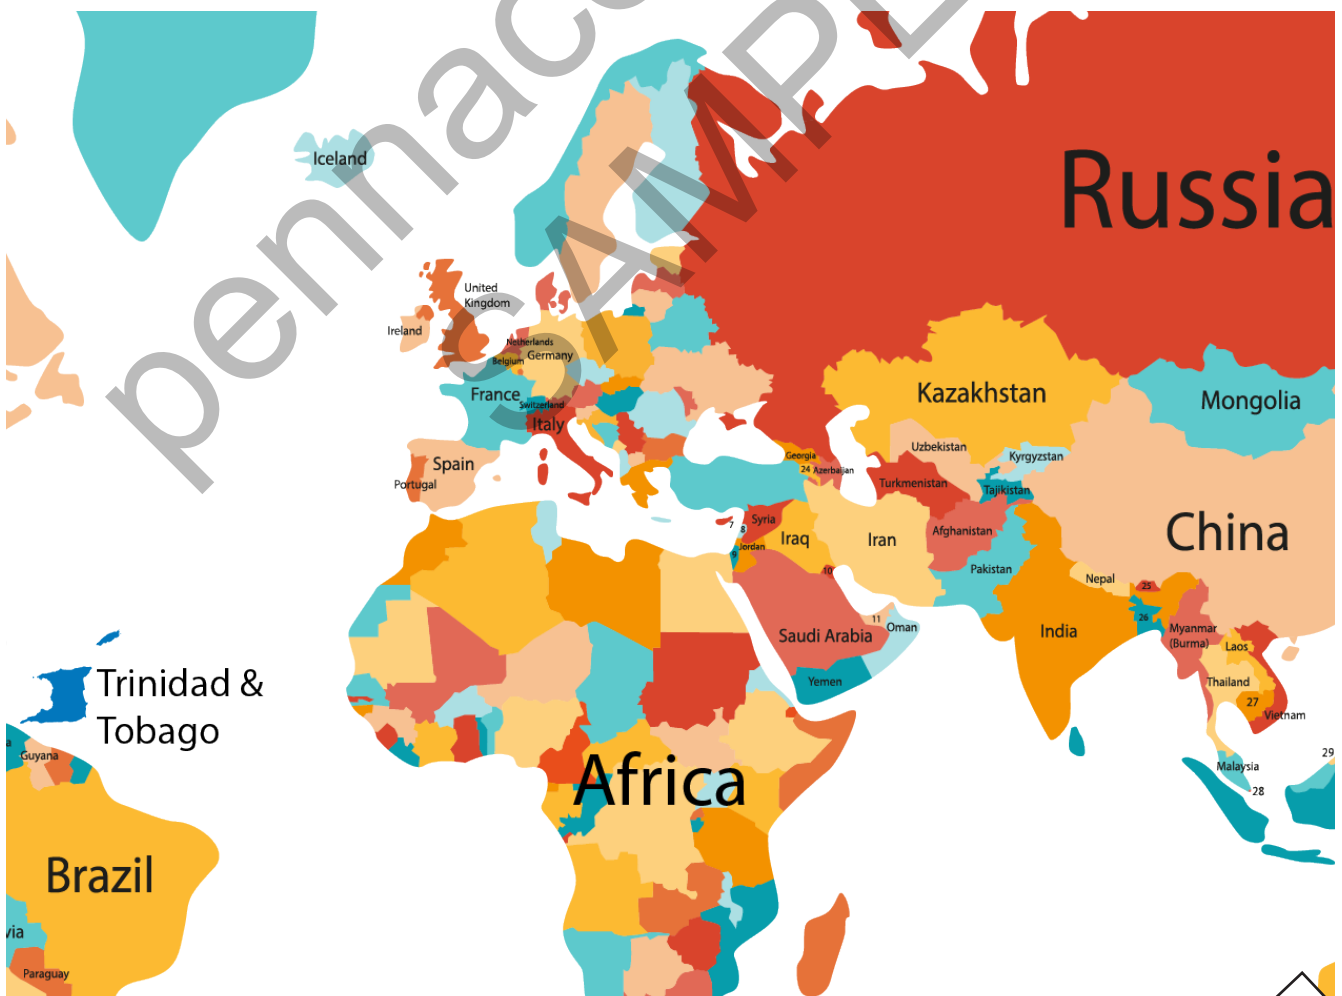 pennac
SAMPLE
Iceland
Russia
United
Kingdom
Ireland
Netherlands
Belgium
Germany
France
Switzerland
Italy
Spain
Portugal
Kazakhstan
Mongolia
Uzbekistan
Kyrgyzstan
Georgia
24
Azerbaijan
Turkmenistan
Tajikistan
China
7
Syria
8
Iraq
Iran
Afghanistan
Jordan
9
10
Pakistan
Nepal
25
26
11
Oman
Saudi Arabia
India
Myanmar
(Burma)
Laos
Yemen
Thailand
27
Vietnam
Trinidad &
Tobago
a
Guyana
Africa
Malaysia
28
29
Brazil
via
Paraguay